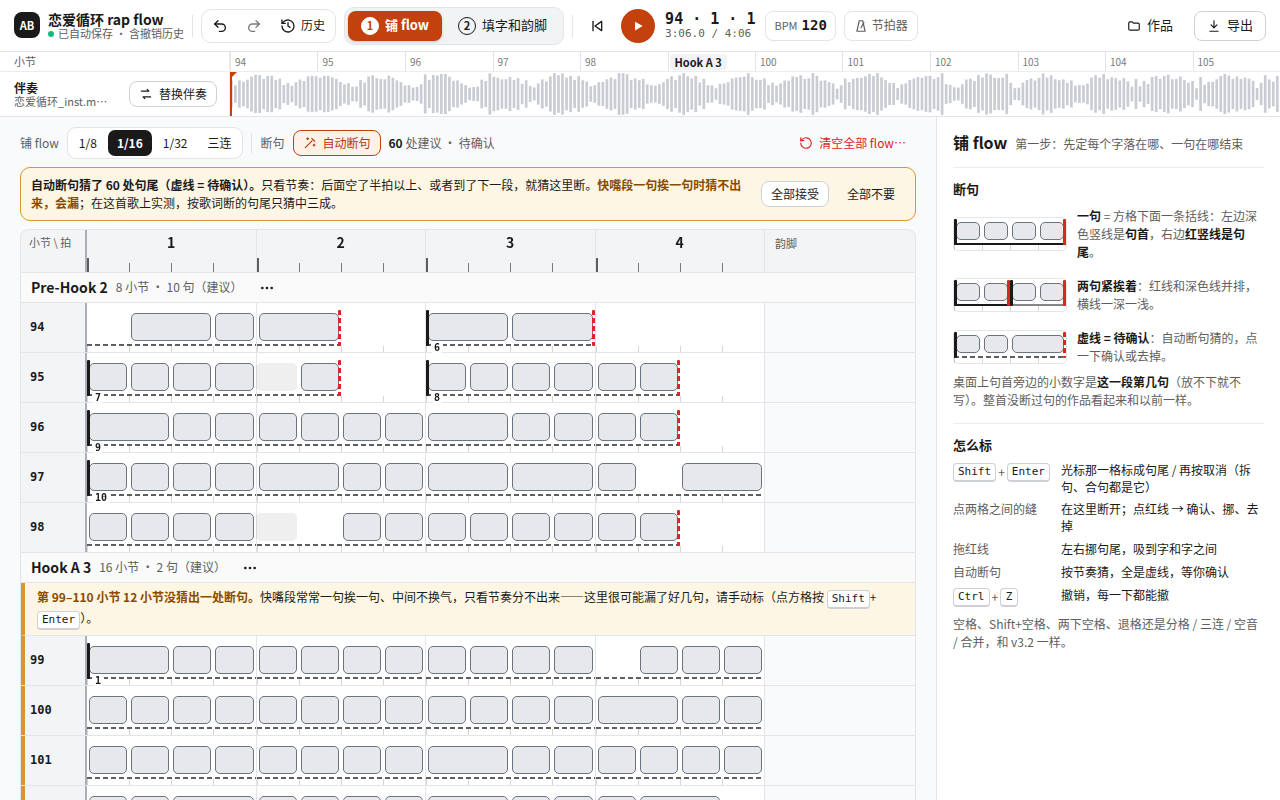 AB
恋爱循环 rap flow
已自动保存 · 含撤销历史
历史
1 铺 flow
2 填字和韵脚
94 · 1 · 1
3:06.0 / 4:06
BPM 120
节拍器
作品
导出
小节
94 95 96 97 98 Hook A 3 100 101 102 103 104 105
伴奏
恋爱循环_inst.m…
替换伴奏
铺 flow 1/8 1/16 1/32 三连 断句 自动断句 60 处建议 · 待确认
清空全部 flow…
自动断句猜了 60 处句尾（虚线 = 待确认）。只看节奏：后面空了半拍以上、或者到了下一段，就猜这里断。快嘴段一句挨一句时猜不出
来，会漏；在这首歌上实测，按歌词断的句尾只猜中三成。
全部接受 全部不要
小节 \ 拍 1 2 3 4 韵脚
Pre-Hook 2 8 小节 · 10 句（建议） ···
94
6
95
7 8
96
9
97
10
98
Hook A 3 16 小节 · 2 句（建议） ···
第 99–110 小节 12 小节没猜出一处断句。快嘴段常常一句挨一句、中间不换气，只看节奏分不出来——这里很可能漏了好几句，请手动标（点方格按 Shift+
Enter）。
99
1
100
101
铺 flow 第一步：先定每个字落在哪、一句在哪结束
断句
一句 = 方格下面一条括线：左边深
色竖线是句首，右边红竖线是句
尾。
两句紧挨着：红线和深色线并排，
横线一深一浅。
虚线 = 待确认：自动断句猜的，点
一下确认或去掉。
桌面上句首旁边的小数字是这一段第几句（放不下就不
写）。整首没断过句的作品看起来和以前一样。
怎么标
Shift + Enter 光标那一格标成句尾 / 再按取消（拆
句、合句都是它）
点两格之间的缝 在这里断开；点红线 → 确认、挪、去
掉
拖红线 左右挪句尾，吸到字和字之间
自动断句 按节奏猜，全是虚线，等你确认
Ctrl + Z 撤销，每一下都能撤
空格、Shift+空格、两下空格、退格还是分格 / 三连 / 空音
/ 合并，和 v3.2 一样。